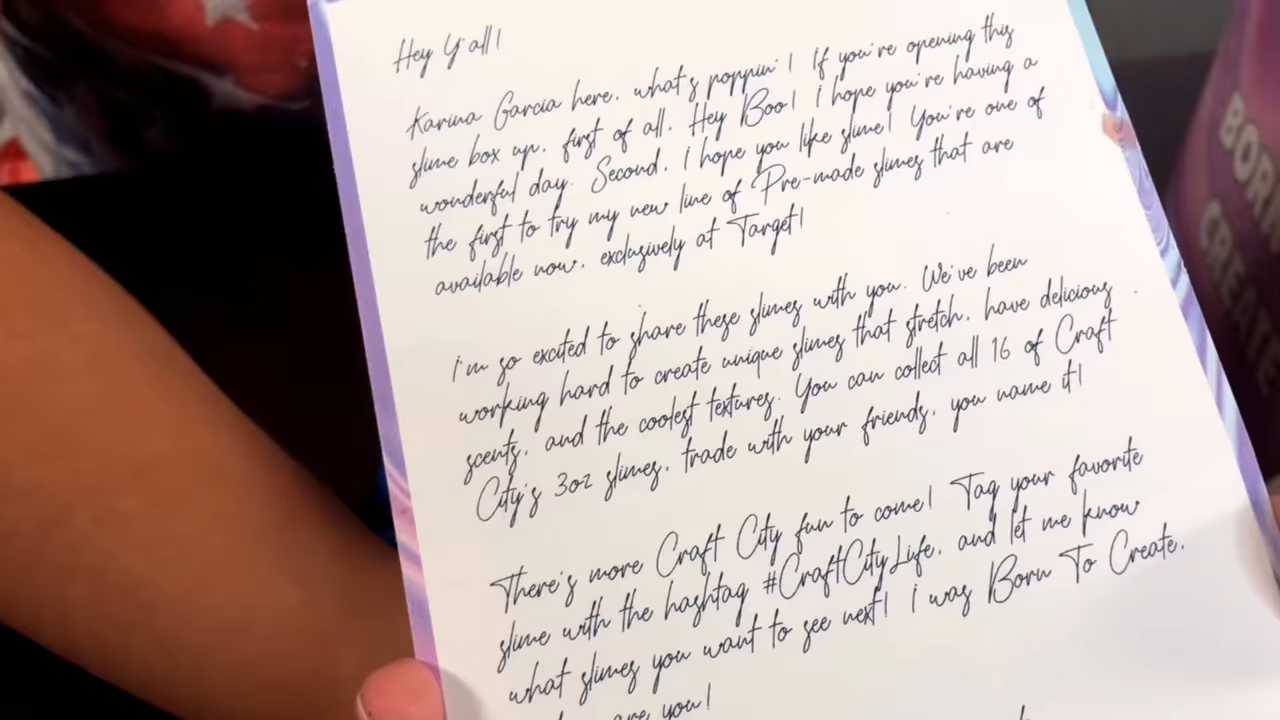 Hey Y'all!
Karina Garcia here, what's poppin'! If you're opening this
slime box up, first of all, Hey Boo! I hope you're having a
wonderful day. Second, I hope you like slime! You're one of
the first to try my new line of Pre-made slimes that are
available now, exclusively at Target!
I'm so excited to share these slimes with you. We've been
working hard to create unique slimes that stretch, have delicious
scents, and the coolest textures. You can collect all 16 of Craft
City's 3oz slimes, trade with your friends, you name it!
There's more Craft City fun to come! Tag your favorite
slime with the hashtag #CraftCityLife, and let me know
what slimes you want to see next! I was Born To Create,
are you!
BORN
CREATE